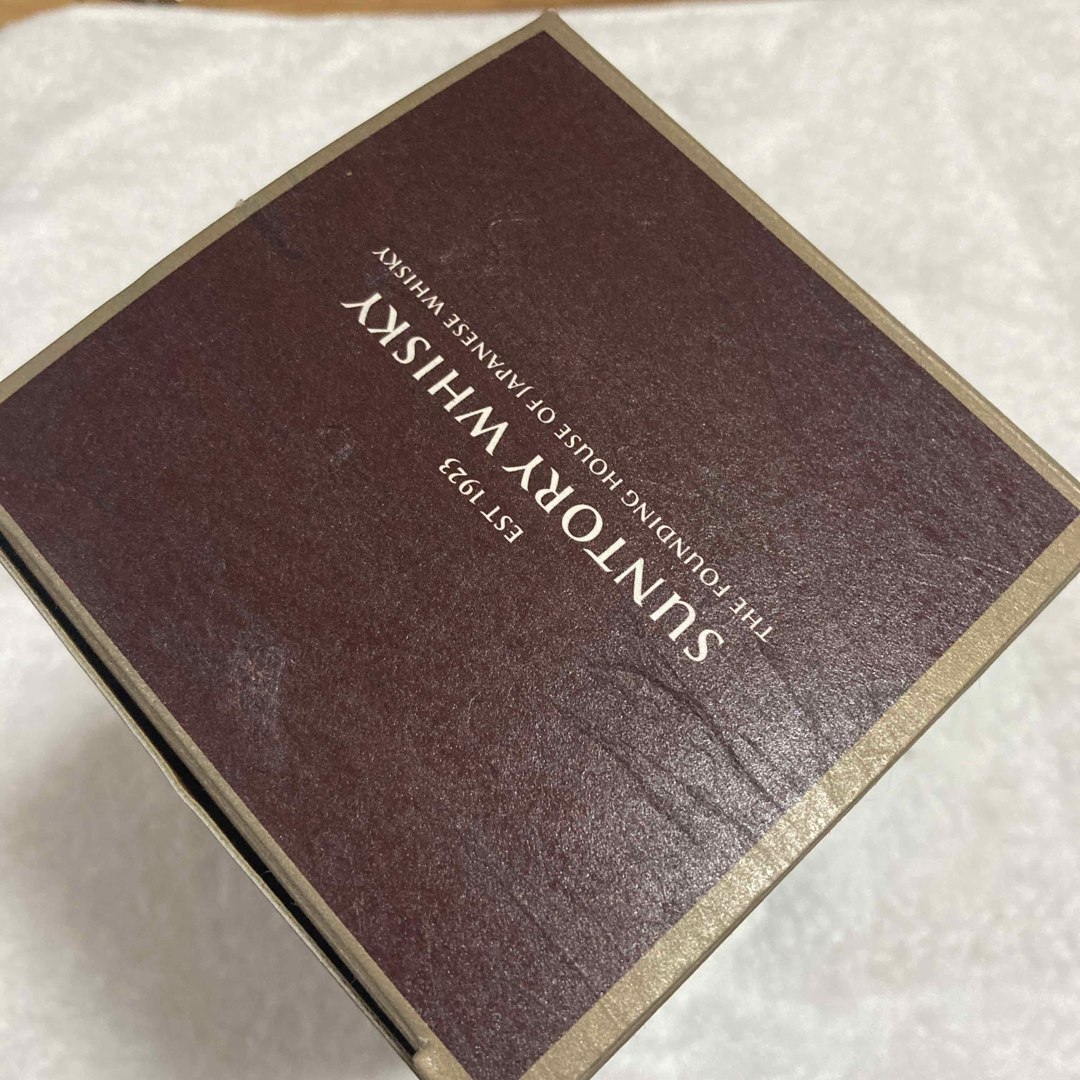 EST 1923
SUNTORY WHISKY
THE FOUNDING HOUSE OF JAPANESE WHISKY